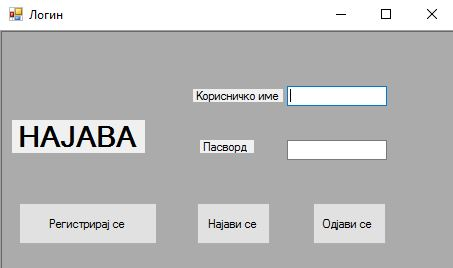 Логин
Корисничко име
НАЈАВА
Пасворд
Регистрирај се
Најави се
Одјави се